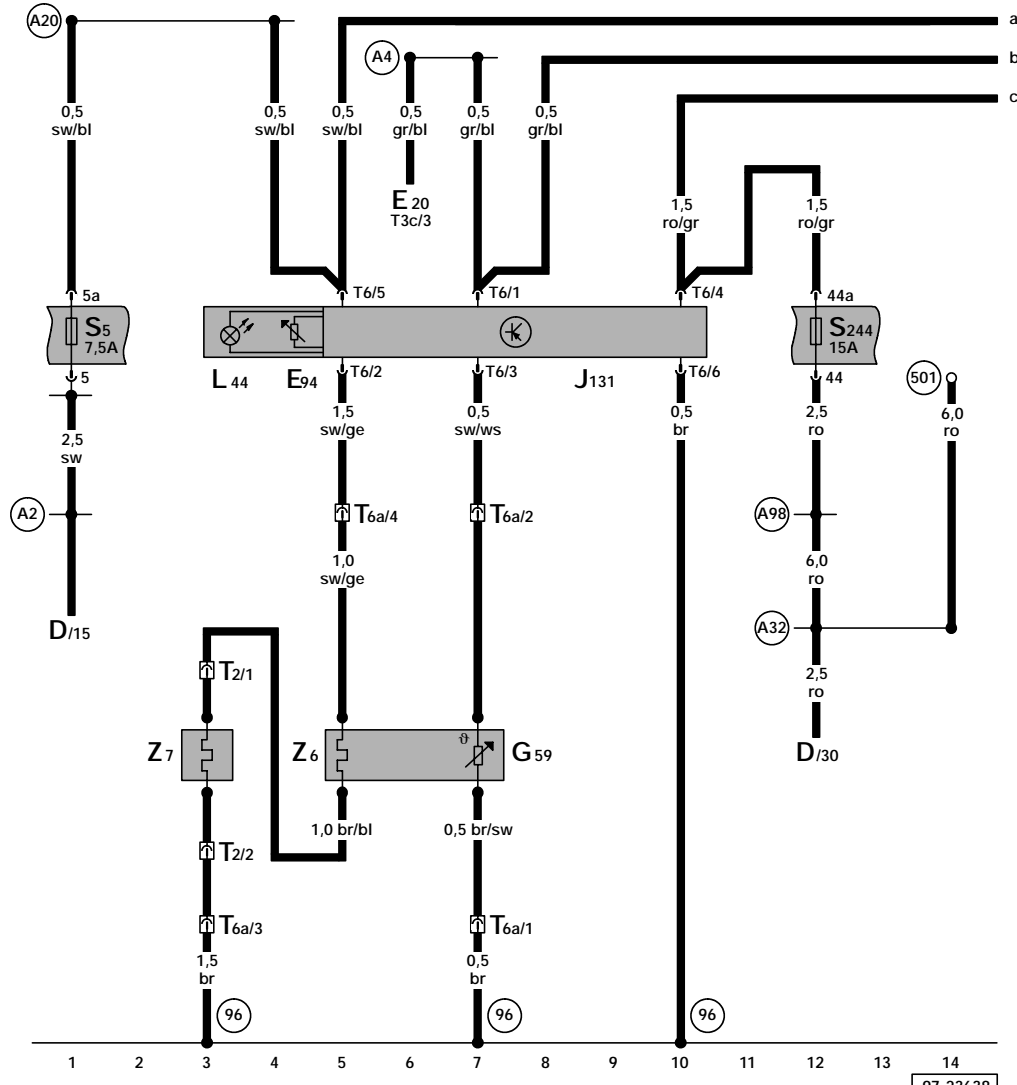 A20
a
A4
b
c
0,5 sw/bl
0,5 sw/bl
0,5 sw/bl
0,5 gr/bl
0,5 gr/bl
0,5 gr/bl
E20
T3c/3
1,5 ro/gr
1,5 ro/gr
5a
T6/5
T6/1
T6/4
44a
S5
7,5A
S244
15A
5
L44
E94
T6/2
T6/3
J131
T6/6
44
501
2,5 sw
1,5 sw/ge
0,5 sw/ws
0,5 br
2,5 ro
6,0 ro
A2
T6a/4
T6a/2
A98
1,0 sw/ge
6,0 ro
D/15
A32
T2/1
2,5 ro
Z7
Z6
ϑ
G59
D/30
1,0 br/bl
0,5 br/sw
T2/2
T6a/3
T6a/1
1,5 br
0,5 br
96
96
96
1 2 3 4 5 6 7 8 9 10 11 12 13 14